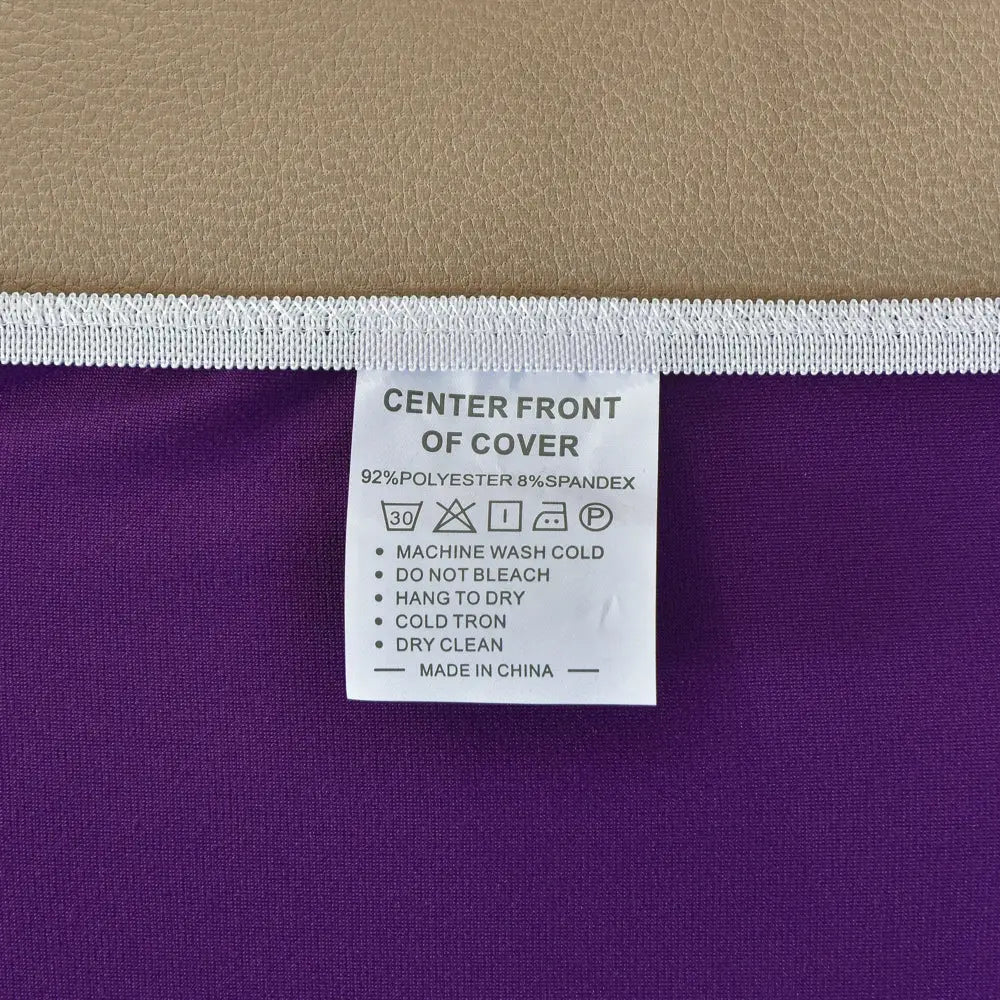 CENTER FRONT
OF COVER
92%POLYESTER 8%SPANDEX
30 P
• MACHINE WASH COLD
• DO NOT BLEACH
• HANG TO DRY
• COLD TRON
• DRY CLEAN
— MADE IN CHINA —